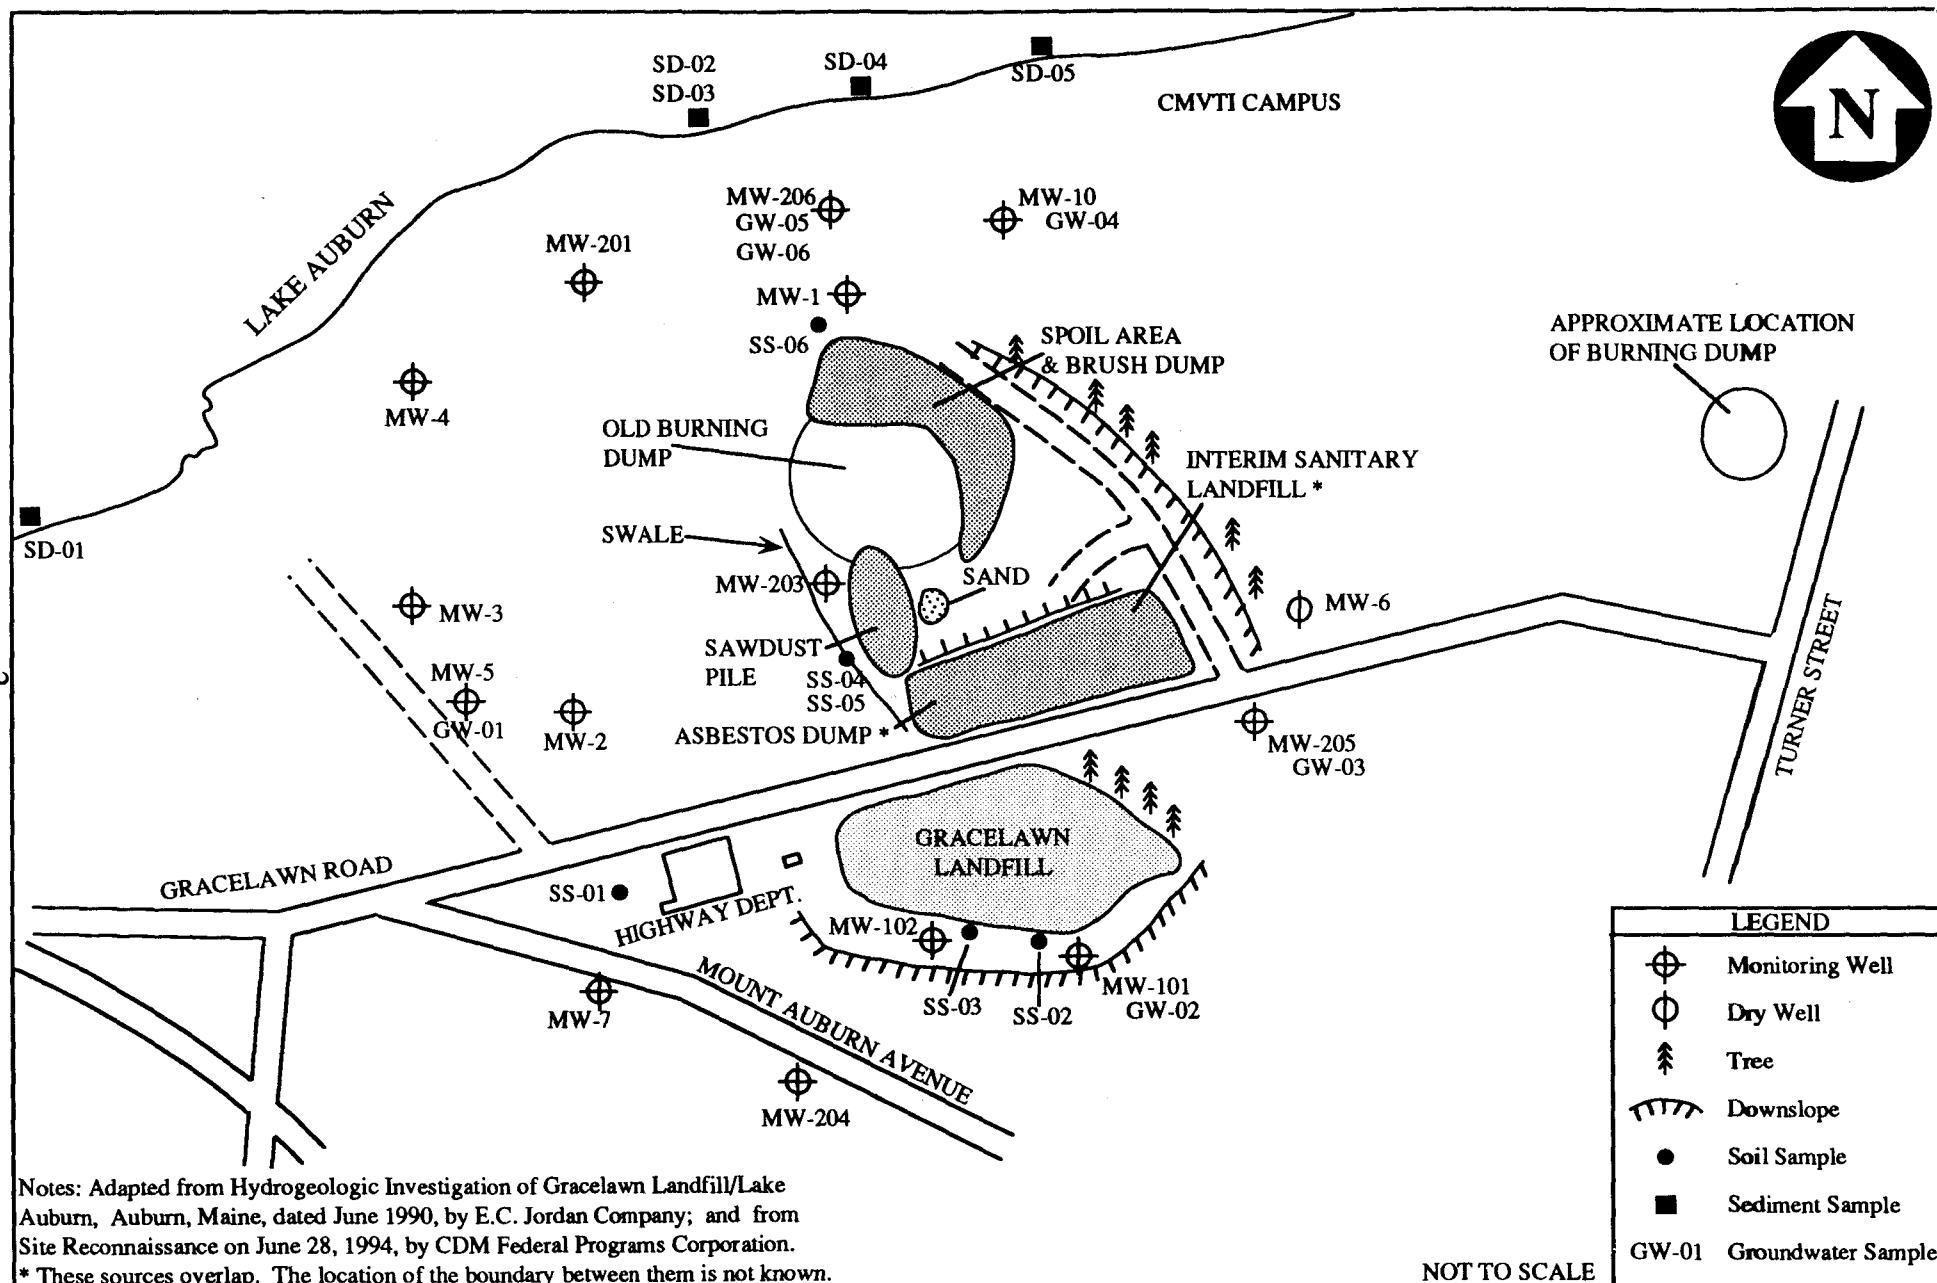 SD-02
SD-03
SD-04
SD-05
CMVTI CAMPUS
N
LAKE AUBURN
MW-206
GW-05
GW-06
MW-10
GW-04
MW-201
MW-1
SS-06
SPOIL AREA
& BRUSH DUMP
APPROXIMATE LOCATION
OF BURNING DUMP
MW-4
OLD BURNING
DUMP
INTERIM SANITARY
LANDFILL *
SWALE
SD-01
MW-203
SAND
MW-3
MW-6
SAWDUST
PILE
SS-04
SS-05
MW-5
GW-01
MW-2
ASBESTOS DUMP *
MW-205
GW-03
TURNER STREET
GRACELAWN
LANDFILL
GRACELAWN ROAD
SS-01
HIGHWAY DEPT.
MW-102
MW-101
GW-02
SS-03
SS-02
MW-7
MOUNT AUBURN AVENUE
MW-204
LEGEND
Monitoring Well
Dry Well
Tree
Downslope
Soil Sample
Sediment Sample
GW-01 Groundwater Sample
Notes: Adapted from Hydrogeologic Investigation of Gracelawn Landfill/Lake
Auburn, Auburn, Maine, dated June 1990, by E.C. Jordan Company; and from
Site Reconnaissance on June 28, 1994, by CDM Federal Programs Corporation.
* These sources overlap. The location of the boundary between them is not known.
NOT TO SCALE